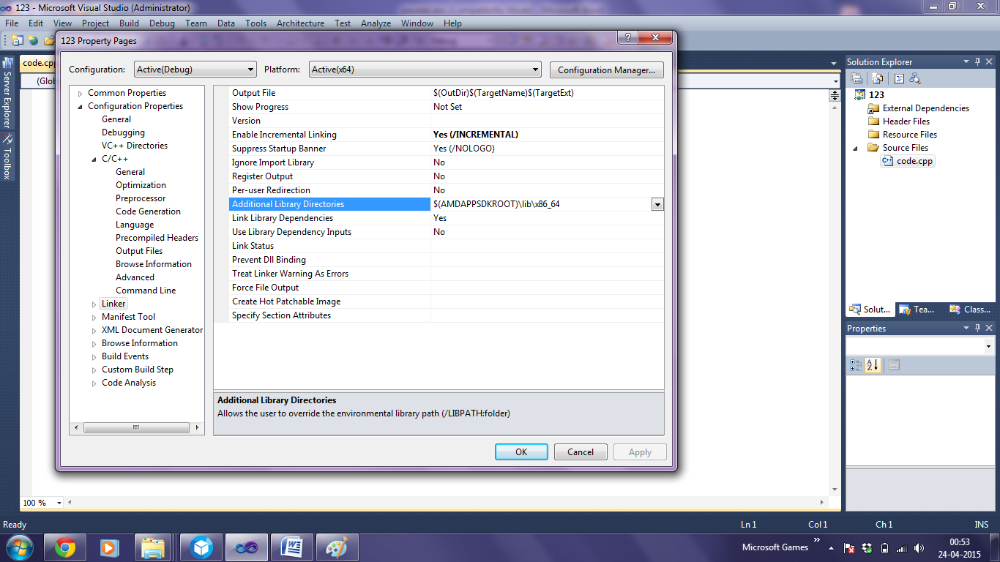 123 - Microsoft Visual Studio (Administrator)
File Edit View Project Build Debug Team Data Tools Architecture Test Analyze Window Help
123 Property Pages
Configuration: Active(Debug) Platform: Active(x64) Configuration Manager...
Server Explorer
Toolbox
code.cpp
(Glo
Common Properties
Configuration Properties
General
Debugging
VC++ Directories
C/C++
General
Optimization
Preprocessor
Code Generation
Language
Precompiled Headers
Output Files
Browse Information
Advanced
Command Line
Linker
Manifest Tool
XML Document Generator
Browse Information
Build Events
Custom Build Step
Code Analysis
Output File $(OutDir)$(TargetName)$(TargetExt)
Show Progress Not Set
Version
Enable Incremental Linking Yes (/INCREMENTAL)
Suppress Startup Banner Yes (/NOLOGO)
Ignore Import Library No
Register Output No
Per-user Redirection No
Additional Library Directories $(AMDAPPSDKROOT)\lib\x86_64
Link Library Dependencies Yes
Use Library Dependency Inputs No
Link Status
Prevent Dll Binding
Treat Linker Warning As Errors
Force File Output
Create Hot Patchable Image
Specify Section Attributes
Additional Library Directories
Allows the user to override the environmental library path (/LIBPATH:folder)
OK Cancel Apply
Solution Explorer
123
External Dependencies
Header Files
Resource Files
Source Files
code.cpp
Solut... Tea... Class...
Properties
100 %
Ready Ln 1 Col 1 Ch 1 INS
Microsoft Games
00:53
24-04-2015